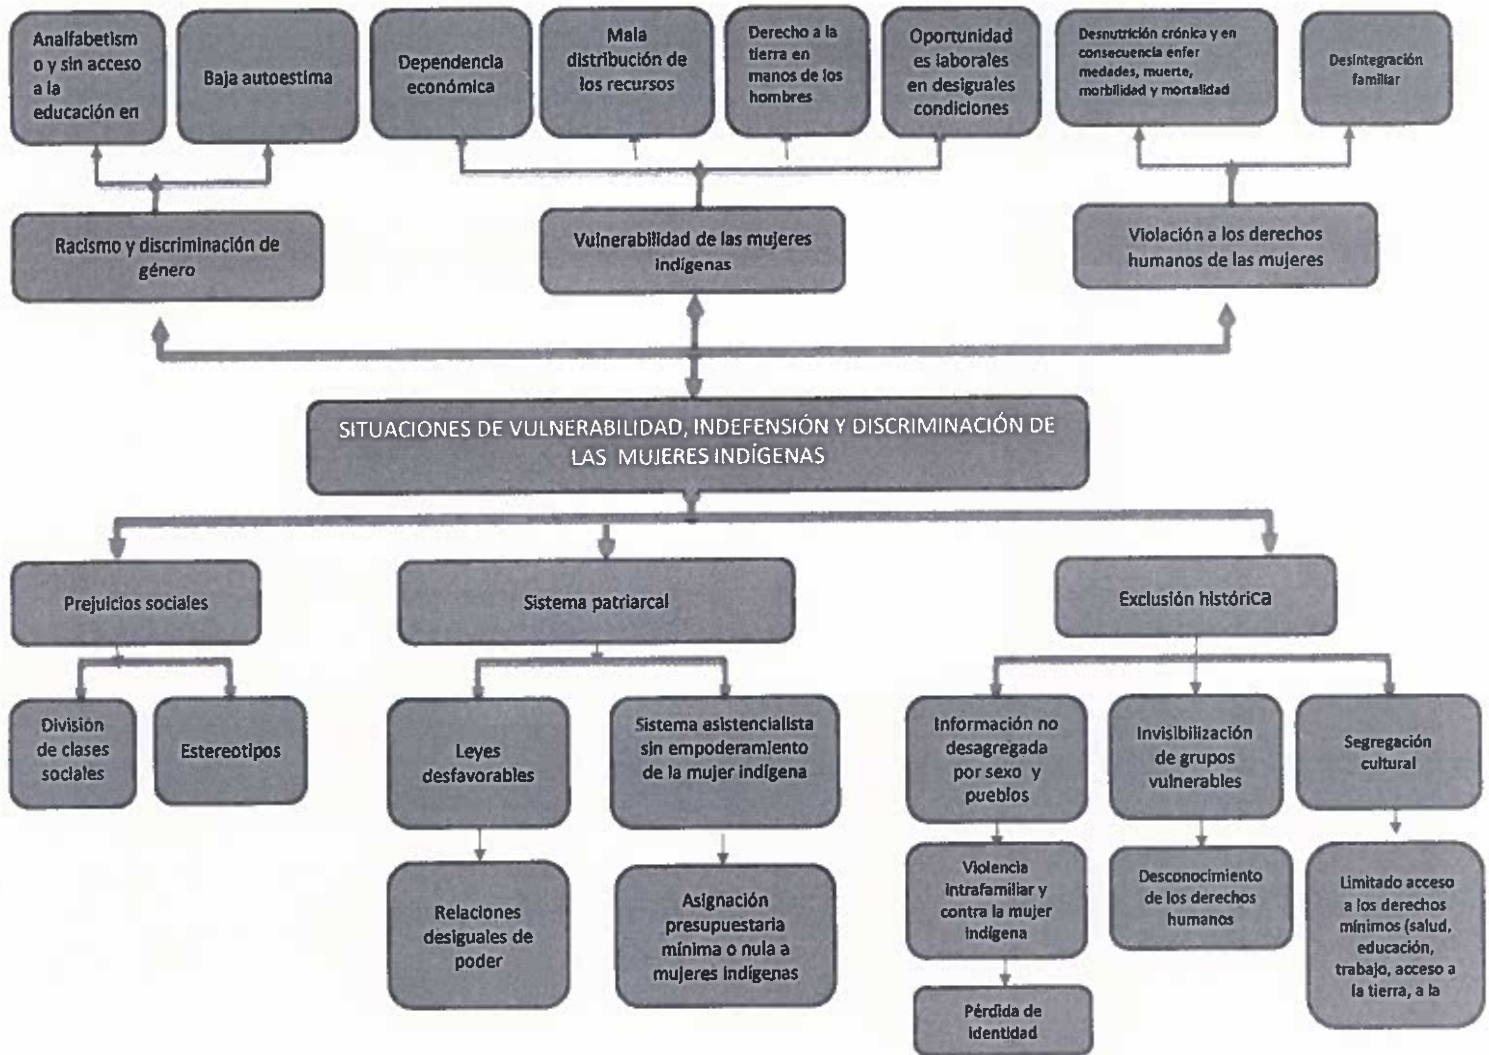 Analfabetism
o y sin acceso
a la
educación en
Baja autoestima
Dependencia
económica
Mala
distribución de
los recursos
Derecho a la
tierra en
manos de los
hombres
Oportunidad
es laborales
en desiguales
condiciones
Desnutrición crónica y en
consecuencia enfer
medades, muerte,
morbilidad y mortalidad
Desintegración
familiar
Racismo y discriminación de
género
Vulnerabilidad de las mujeres
indígenas
Violación a los derechos
humanos de las mujeres
SITUACIONES DE VULNERABILIDAD, INDEFENSIÓN Y DISCRIMINACIÓN DE
LAS MUJERES INDÍGENAS
Prejuicios sociales
Sistema patriarcal
Exclusión histórica
División
de clases
sociales
Estereotipos
Leyes
desfavorables
Sistema asistencialista
sin empoderamiento
de la mujer indígena
Información no
desagregada
por sexo y
pueblos
Invisibilización
de grupos
vulnerables
Segregación
cultural
Relaciones
desiguales de
poder
Asignación
presupuestaria
mínima o nula a
mujeres indígenas
Violencia
intrafamiliar y
contra la mujer
indígena
Desconocimiento
de los derechos
humanos
Limitado acceso
a los derechos
mínimos (salud,
educación,
trabajo, acceso a
la tierra, a la
Pérdida de
identidad